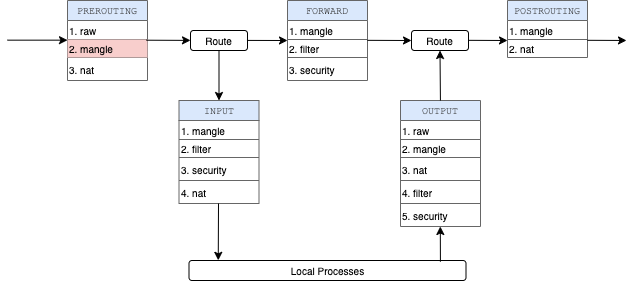 PREROUTING
1. raw
2. mangle
3. nat
Route
FORWARD
1. mangle
2. filter
3. security
Route
POSTROUTING
1. mangle
2. nat
INPUT
1. mangle
2. filter
3. security
4. nat
OUTPUT
1. raw
2. mangle
3. nat
4. filter
5. security
Local Processes